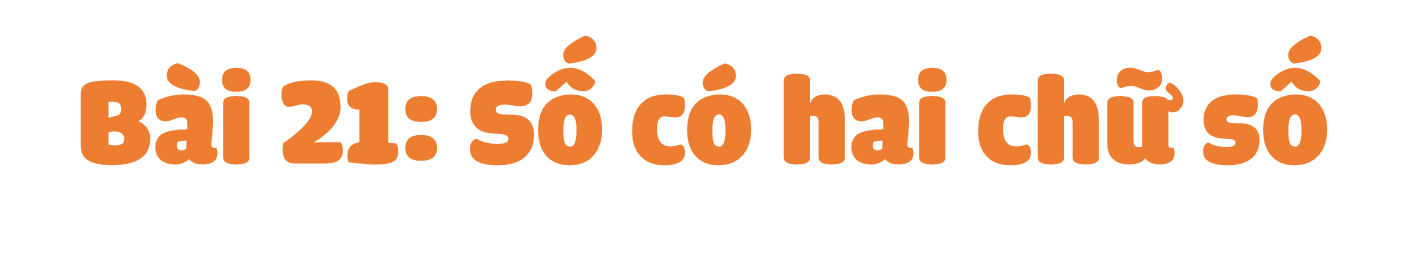 Bài 21: Số có hai chữ số